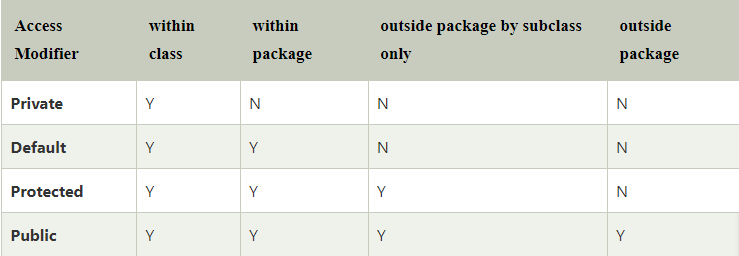 Access Modifier within class within package outside package by subclass only outside package
Private Y N N N
Default Y Y N N
Protected Y Y Y N
Public Y Y Y Y